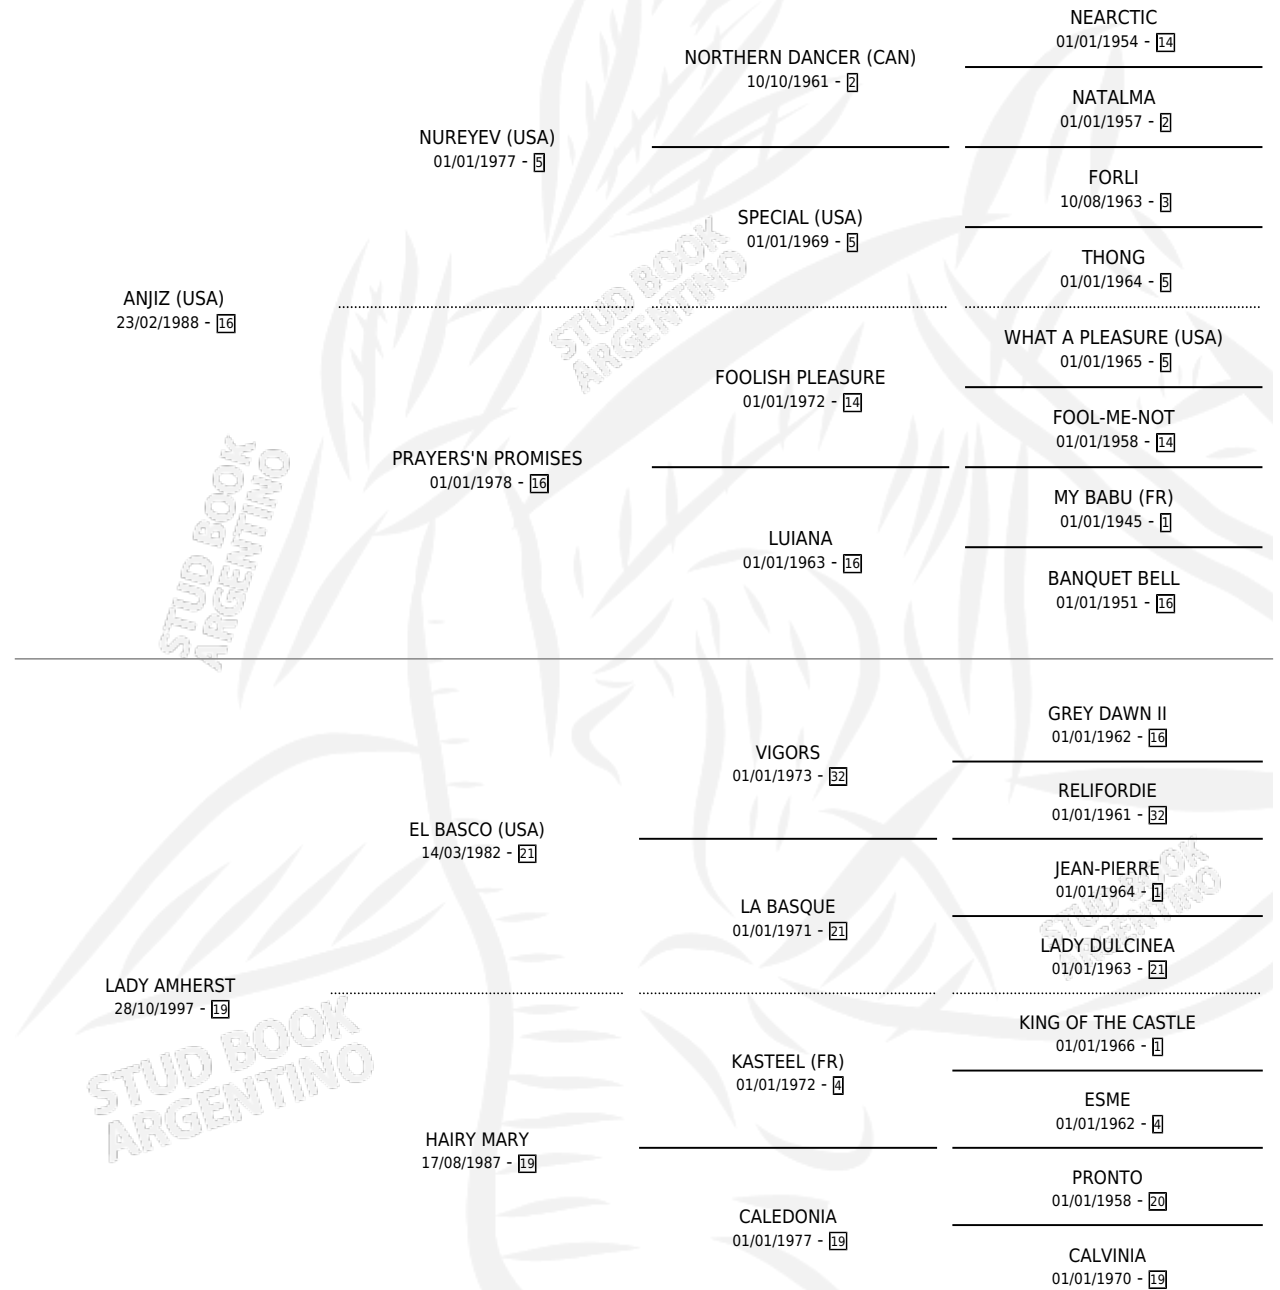 NEARCTIC
01/01/1954 - 14
NORTHERN DANCER (CAN)
10/10/1961 - 2
NATALMA
01/01/1957 - 2
NUREYEV (USA)
01/01/1977 - 5
FORLI
10/08/1963 - 3
SPECIAL (USA)
01/01/1969 - 5
THONG
01/01/1964 - 5
ANJIZ (USA)
23/02/1988 - 16
STUD BOOK
ARGENTINO
WHAT A PLEASURE (USA)
01/01/1965 - 5
FOOLISH PLEASURE
01/01/1972 - 14
FOOL-ME-NOT
01/01/1958 - 14
PRAYERS'N PROMISES
01/01/1978 - 16
MY BABU (FR)
01/01/1945 - 1
LUIANA
01/01/1963 - 16
BANQUET BELL
01/01/1951 - 16
STUD BOOK
ARGENTINO
GREY DAWN II
01/01/1962 - 16
VIGORS
01/01/1973 - 32
RELIFORDIE
01/01/1961 - 32
EL BASCO (USA)
14/03/1982 - 21
JEAN-PIERRE
01/01/1964 - 1
LA BASQUE
01/01/1971 - 21
LADY DULCINEA
01/01/1963 - 21
STUD BOOK
ARGENTINO
LADY AMHERST
28/10/1997 - 19
KING OF THE CASTLE
01/01/1966 - 1
KASTEEL (FR)
01/01/1972 - 4
ESME
01/01/1962 - 4
STUD BOOK
ARGENTINO
HAIRY MARY
17/08/1987 - 19
PRONTO
01/01/1958 - 20
CALEDONIA
01/01/1977 - 19
CALVINIA
01/01/1970 - 19